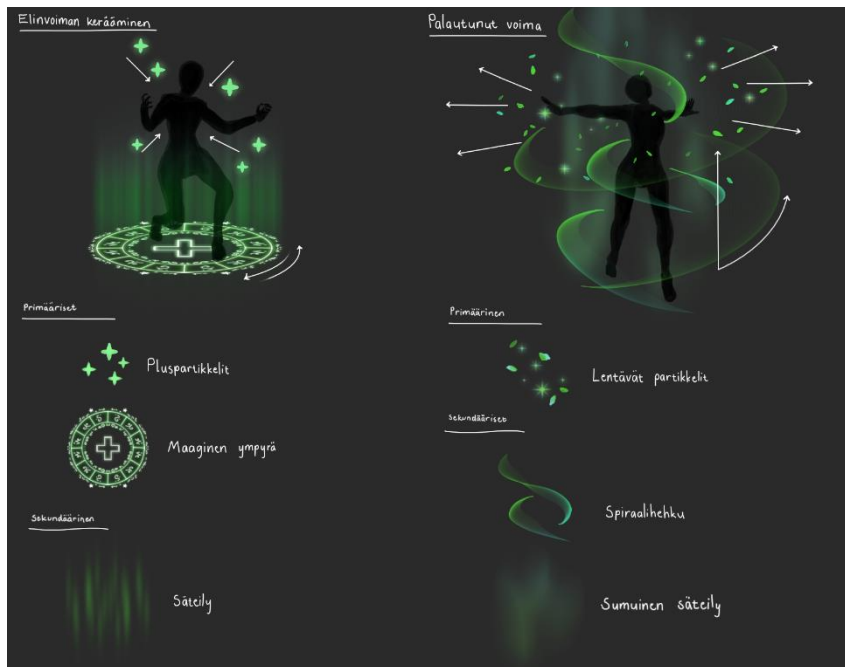 Elinvoiman kerääminen
Primääriset
Pluspartikkelit
Maaginen ympyrä
Sekundäärinen
Säteily
Palautunut voima
Primäärinen
Lentävät partikkelit
Sekundääriset
Spiraalihehku
Sumuinen säteily